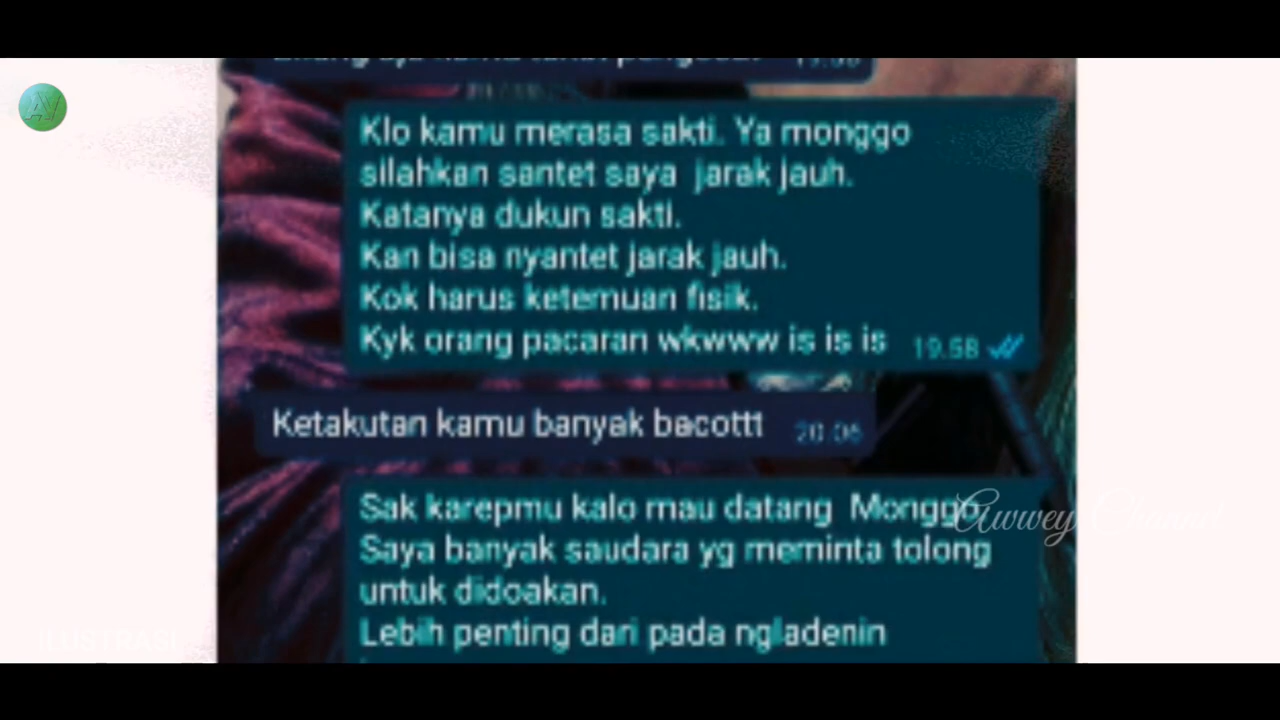 Klo kamu merasa sakti. Ya monggo
silahkan santet saya jarak jauh.
Katanya dukun sakti.
Kan bisa nyantet jarak jauh.
Kok harus ketemuan fisik.
Kyk orang pacaran wkwww is is is 19.58
Ketakutan kamu banyak bacottt 20.06
Sak karepmu kalo mau datang Monggo
Saya banyak saudara yg meminta tolong
untuk didoakan.
Lebih penting dari pada ngladenin
Awwey Channel
ILUSTRASI